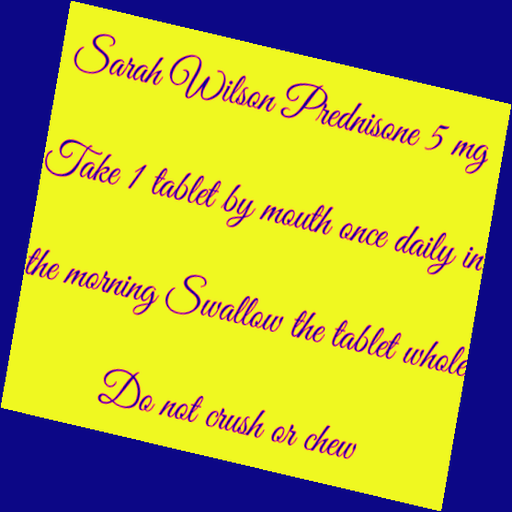 Sarah Wilson Prednisone 5 mg
Take 1 tablet by mouth once daily in
the morning Swallow the tablet whole
Do not crush or chew